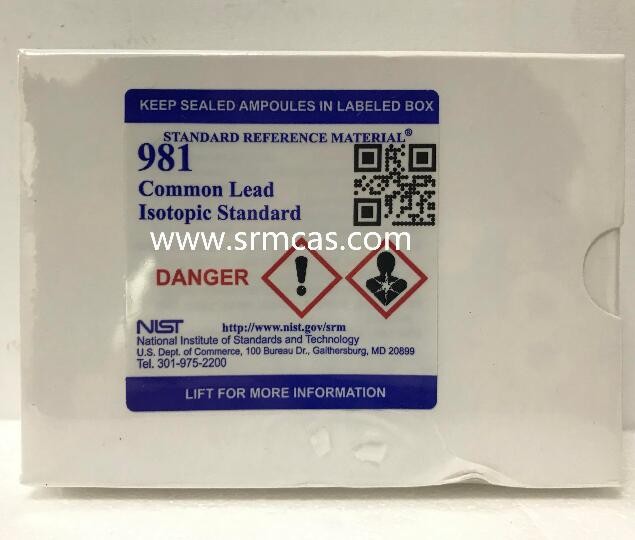 KEEP SEALED AMPOULES IN LABELED BOX
STANDARD REFERENCE MATERIAL®
981
Common Lead
Isotopic Standard
www.srmcas.com
DANGER
NIST http://www.nist.gov/srm
National Institute of Standards and Technology
U.S. Dept. of Commerce, 100 Bureau Dr., Gaithersburg, MD 20899
Tel. 301-975-2200
LIFT FOR MORE INFORMATION